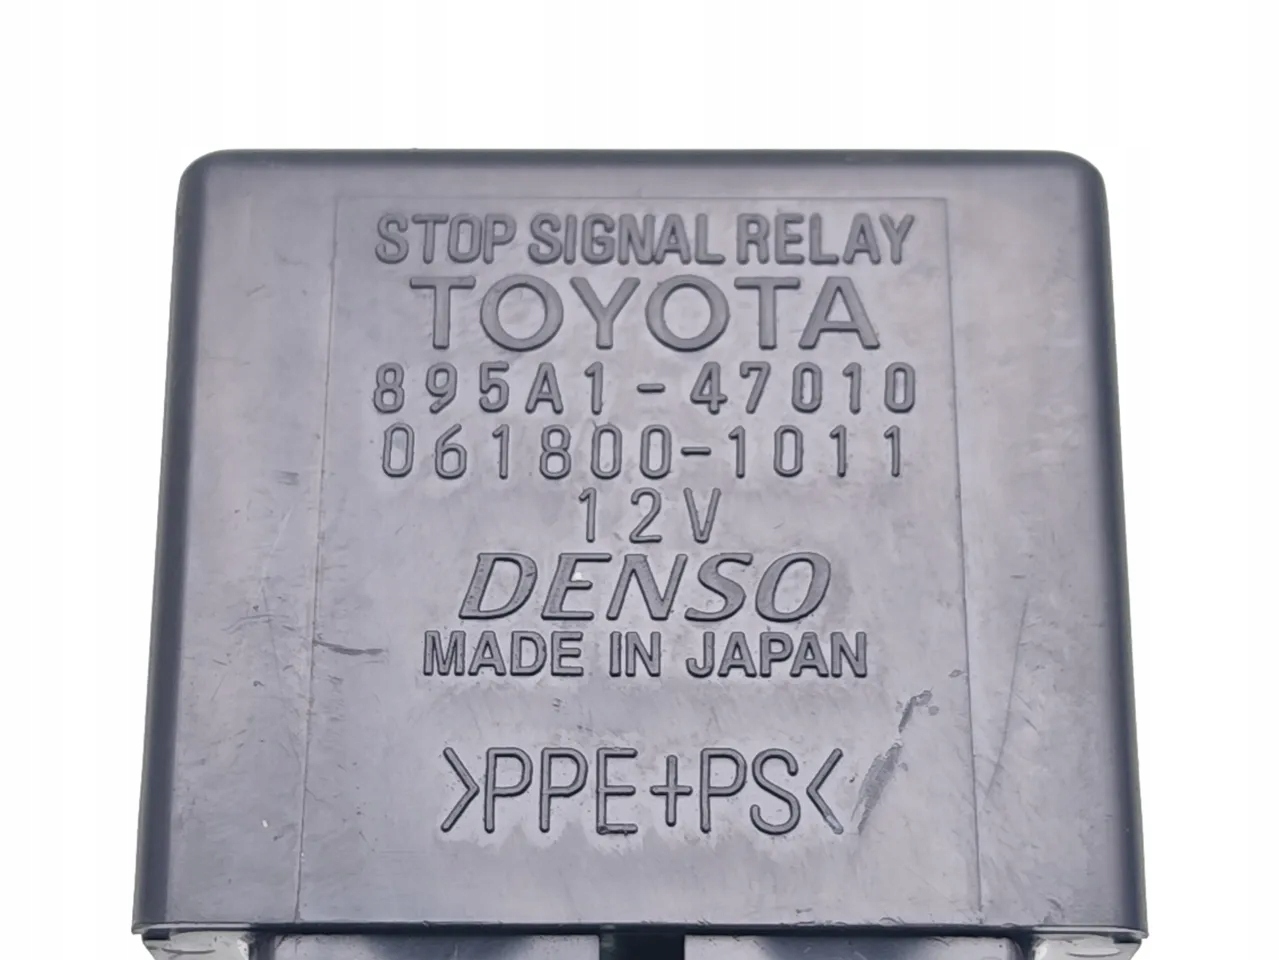 STOP SIGNAL RELAY
TOYOTA
895A1-47010
061800-1011
12V
DENSO
MADE IN JAPAN
>PPE+PS<